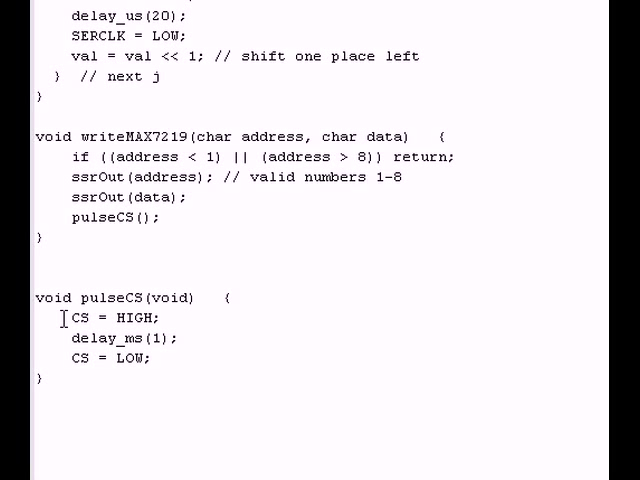 delay_us(20);
SERCLK = LOW;
val = val << 1; // shift one place left
} // next j
}
void writeMAX7219(char address, char data) {
if ((address < 1) || (address > 8)) return;
ssrOut(address); // valid numbers 1-8
ssrOut(data);
pulseCS();
}
void pulseCS(void) {
CS = HIGH;
delay_ms(1);
CS = LOW;
}